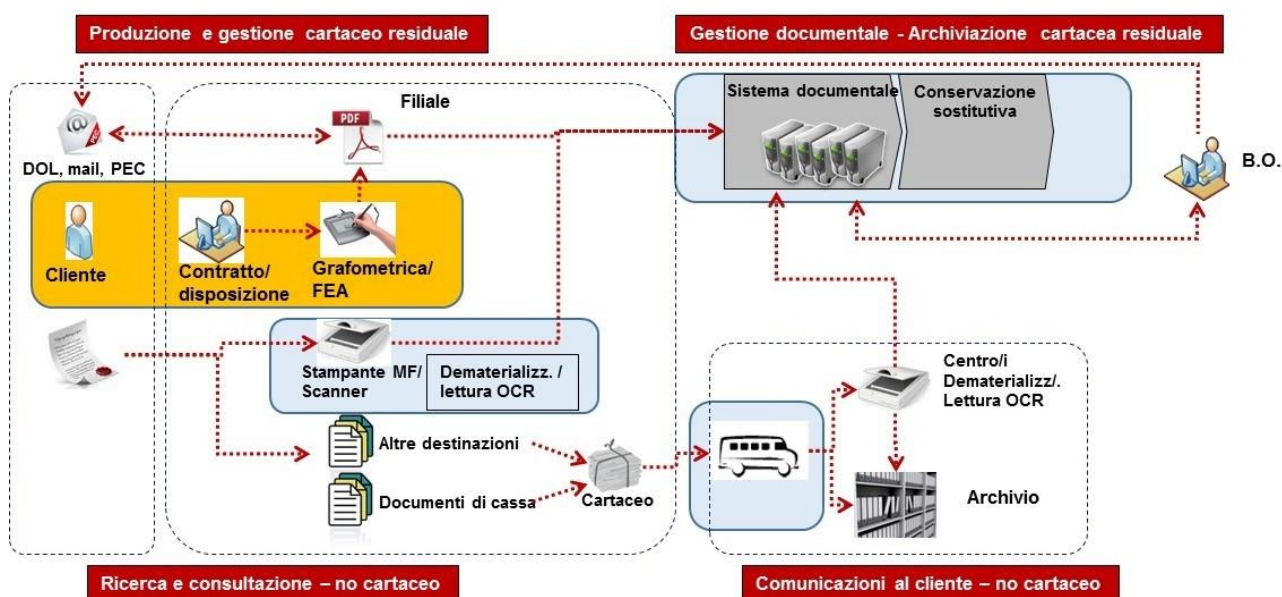 Produzione e gestione cartaceo residuale
Gestione documentale - Archiviazione cartacea residuale
Filiale
Sistema documentale
Conservazione
sostitutiva
@
PEC
PDF
DOL, mail, PEC
B.O.
Cliente
Contratto/
disposizione
Grafometrica/
FEA
Stampante MF/
Scanner
Dematerializz. /
lettura OCR
Centro/i
Dematerializz/.
Lettura OCR
Altre destinazioni
Documenti di cassa
Cartaceo
Archivio
Ricerca e consultazione – no cartaceo
Comunicazioni al cliente – no cartaceo